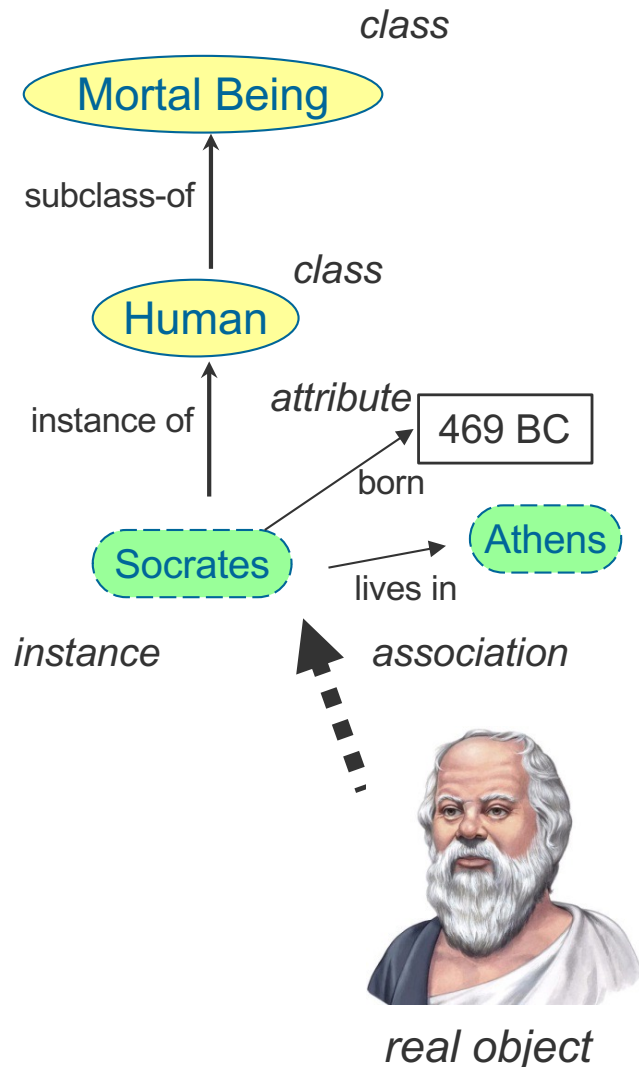 class
Mortal Being
subclass-of
class
Human
attribute
instance of
469 BC
born
Socrates
Athens
lives in
instance
association
real object